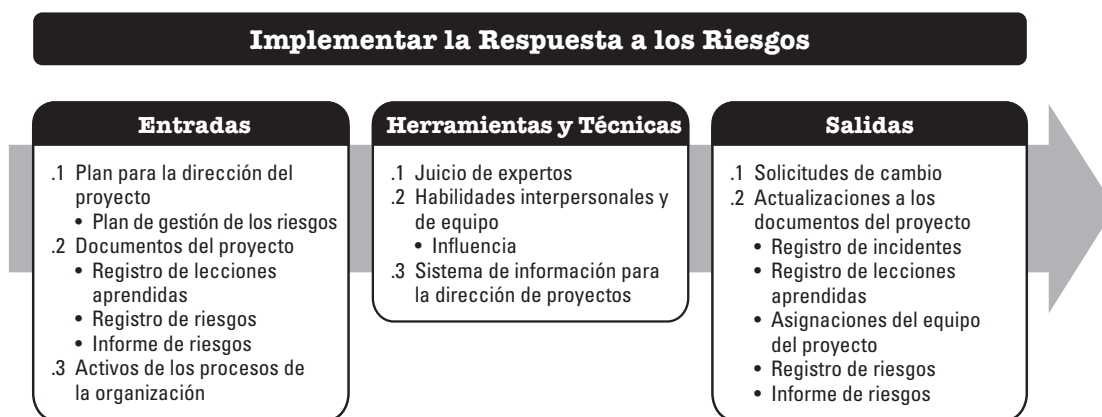 Implementar la Respuesta a los Riesgos
Entradas
.1 Plan para la dirección del
proyecto
• Plan de gestión de los riesgos
.2 Documentos del proyecto
• Registro de lecciones
aprendidas
• Registro de riesgos
• Informe de riesgos
.3 Activos de los procesos de
la organización
Herramientas y Técnicas
.1 Juicio de expertos
.2 Habilidades interpersonales y
de equipo
• Influencia
.3 Sistema de información para
la dirección de proyectos
Salidas
.1 Solicitudes de cambio
.2 Actualizaciones a los
documentos del proyecto
• Registro de incidentes
• Registro de lecciones
aprendidas
• Asignaciones del equipo
del proyecto
• Registro de riesgos
• Informe de riesgos